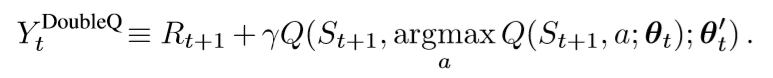 Y_t^{DoubleQ} ≡ R_{t+1} + γQ(S_{t+1}, argmax_a Q(S_{t+1}, a; θ_t); θ′_t) .